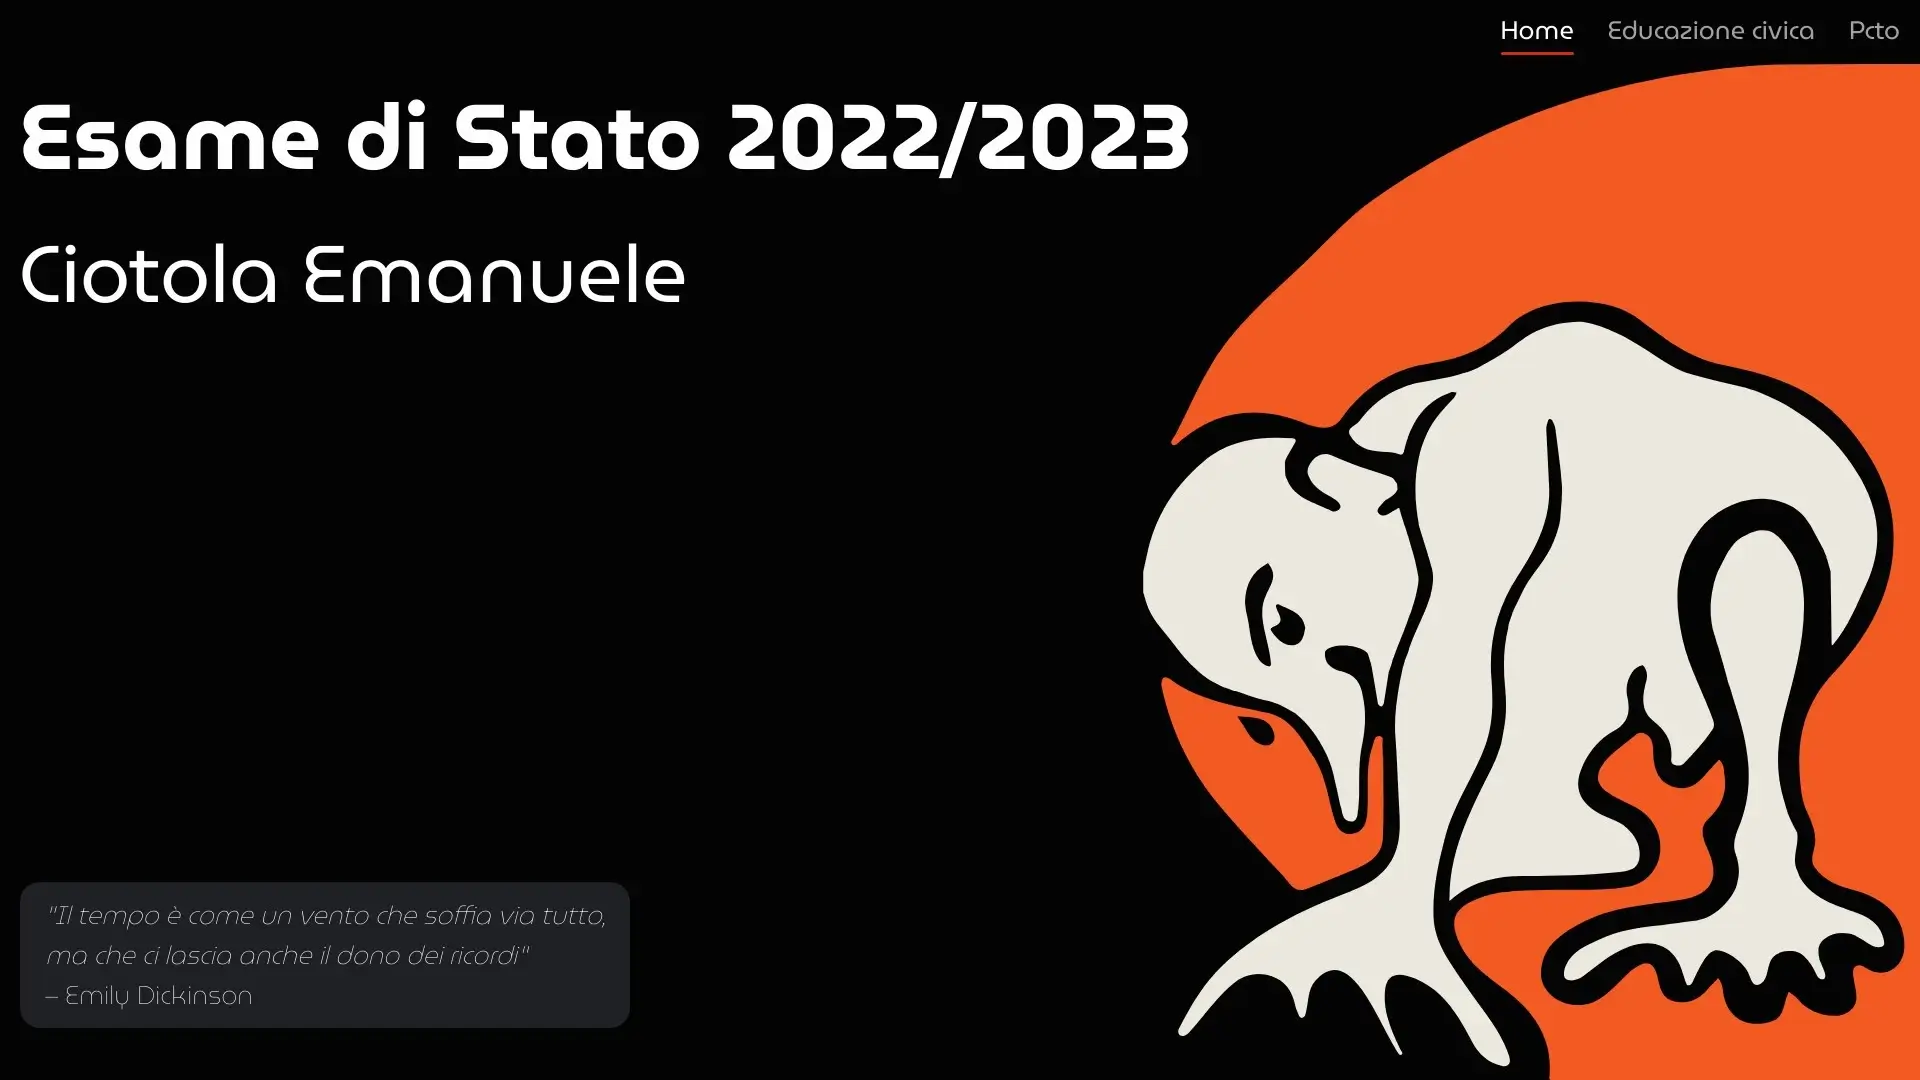 Home Educazione civica Pcto
Esame di Stato 2022/2023
Ciotola Emanuele
"Il tempo è come un vento che soffia via tutto,
ma che ci lascia anche il dono dei ricordi"
– Emily Dickinson